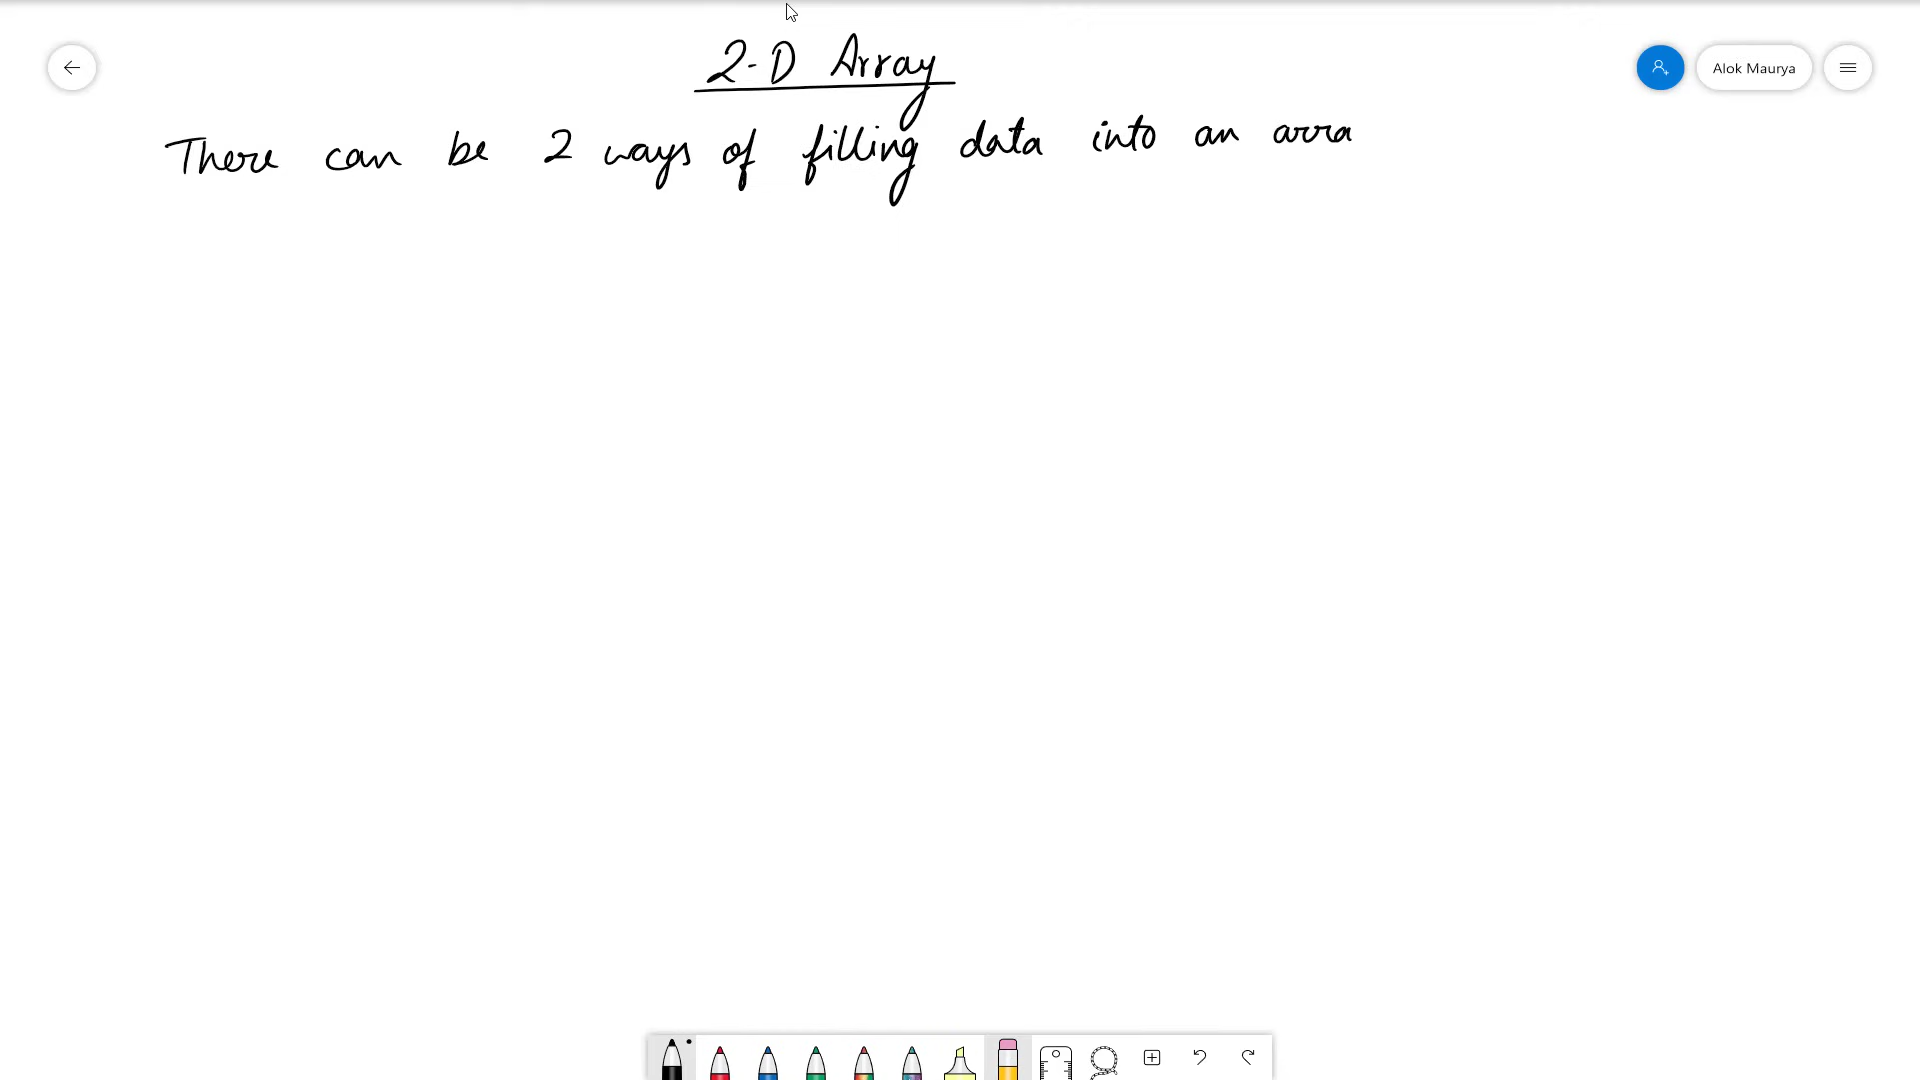 2-D Array
Alok Maurya
There can be 2 ways of filling data into an arra